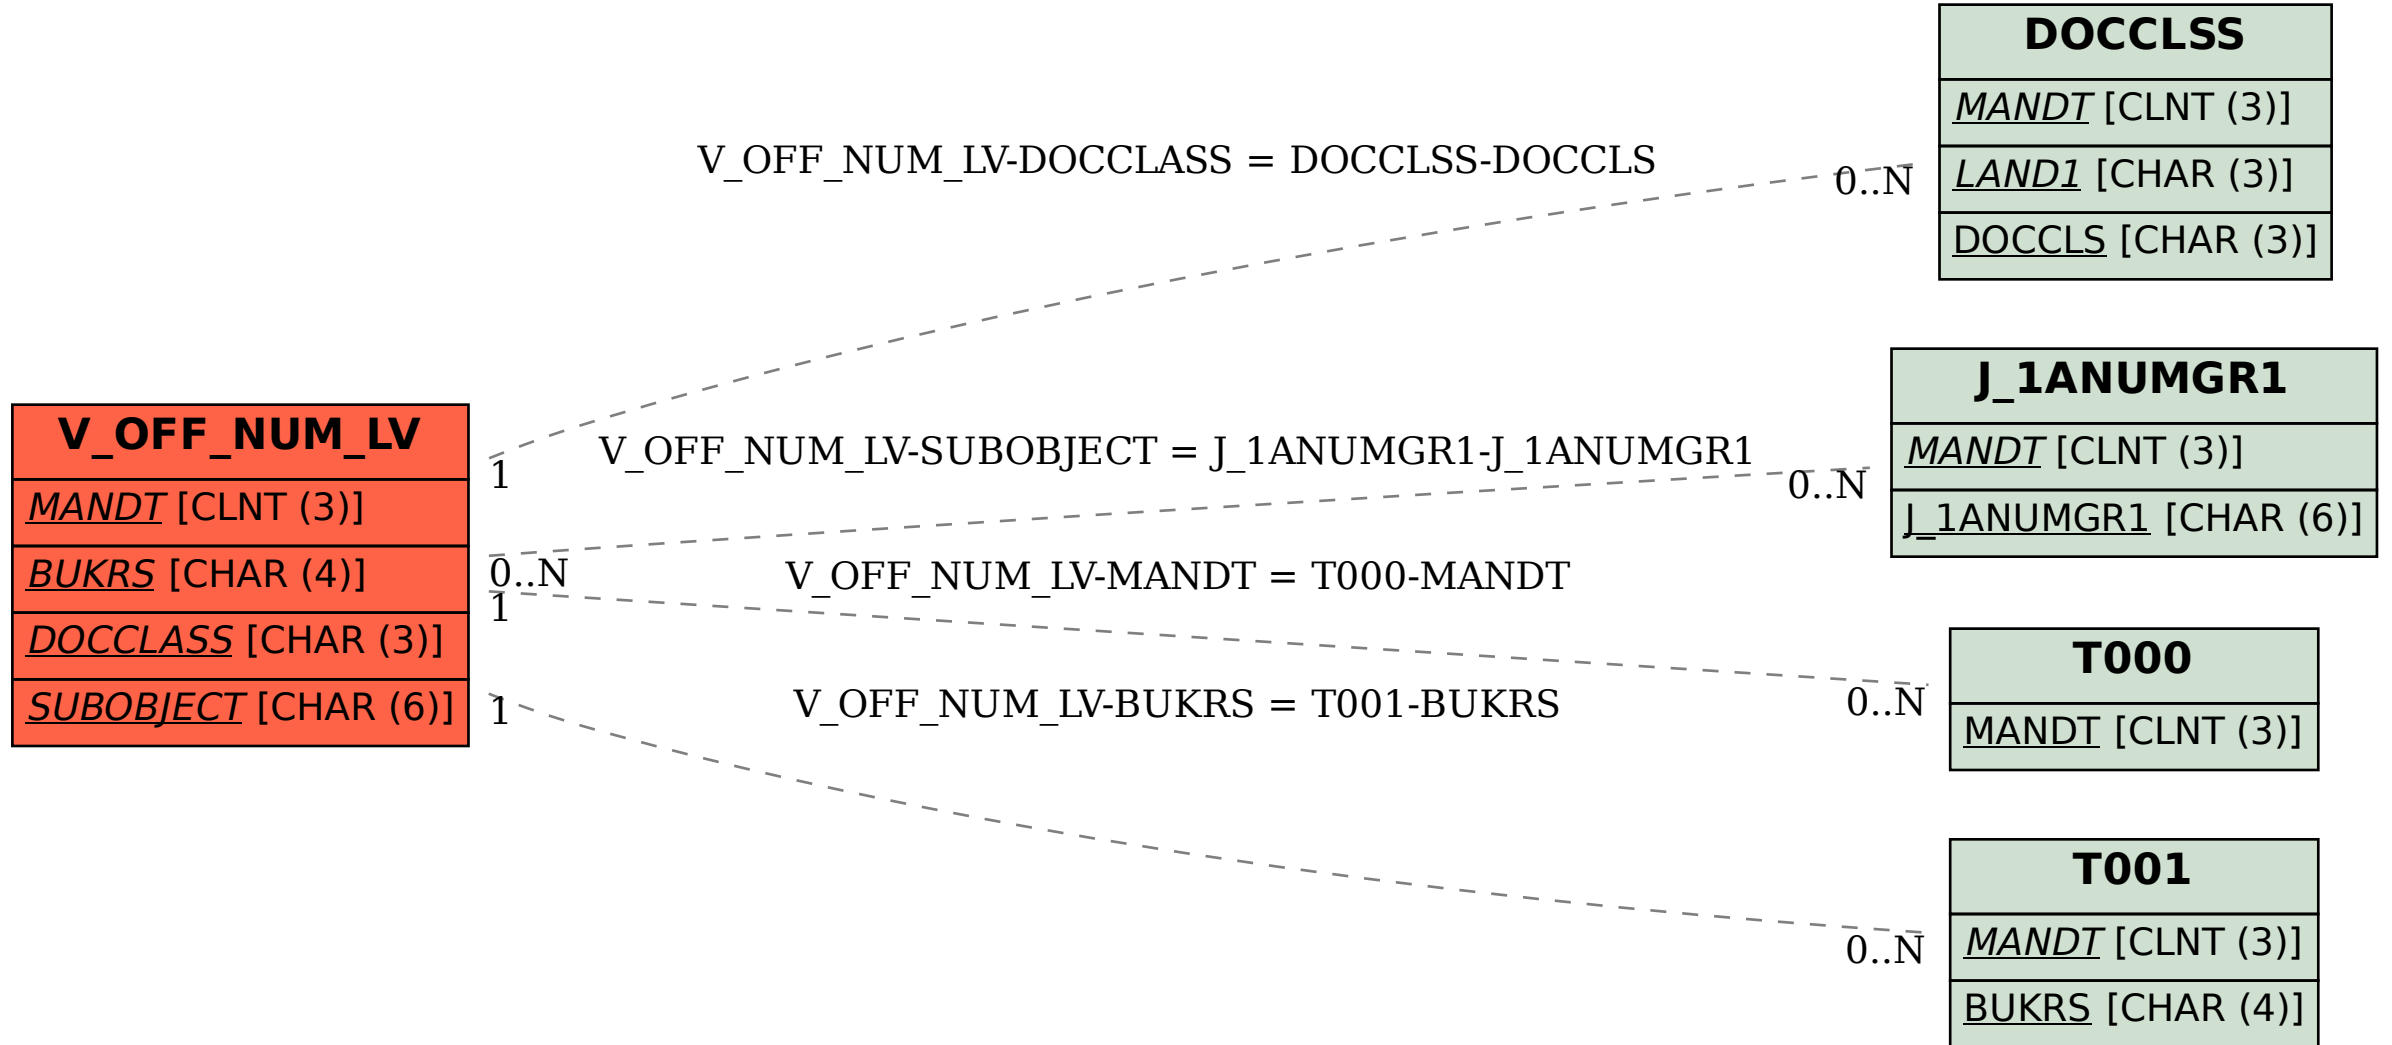 DOCCLSS
MANDT [CLNT (3)]
LAND1 [CHAR (3)]
DOCCLS [CHAR (3)]
V_OFF_NUM_LV-DOCCLASS = DOCCLSS-DOCCLS
0..N
1
J_1ANUMGR1
MANDT [CLNT (3)]
J_1ANUMGR1 [CHAR (6)]
V_OFF_NUM_LV
MANDT [CLNT (3)]
BUKRS [CHAR (4)]
DOCCLASS [CHAR (3)]
SUBOBJECT [CHAR (6)]
V_OFF_NUM_LV-SUBOBJECT = J_1ANUMGR1-J_1ANUMGR1
0..N
0..N
V_OFF_NUM_LV-MANDT = T000-MANDT
1
0..N
T000
MANDT [CLNT (3)]
V_OFF_NUM_LV-BUKRS = T001-BUKRS
1
0..N
T001
MANDT [CLNT (3)]
BUKRS [CHAR (4)]